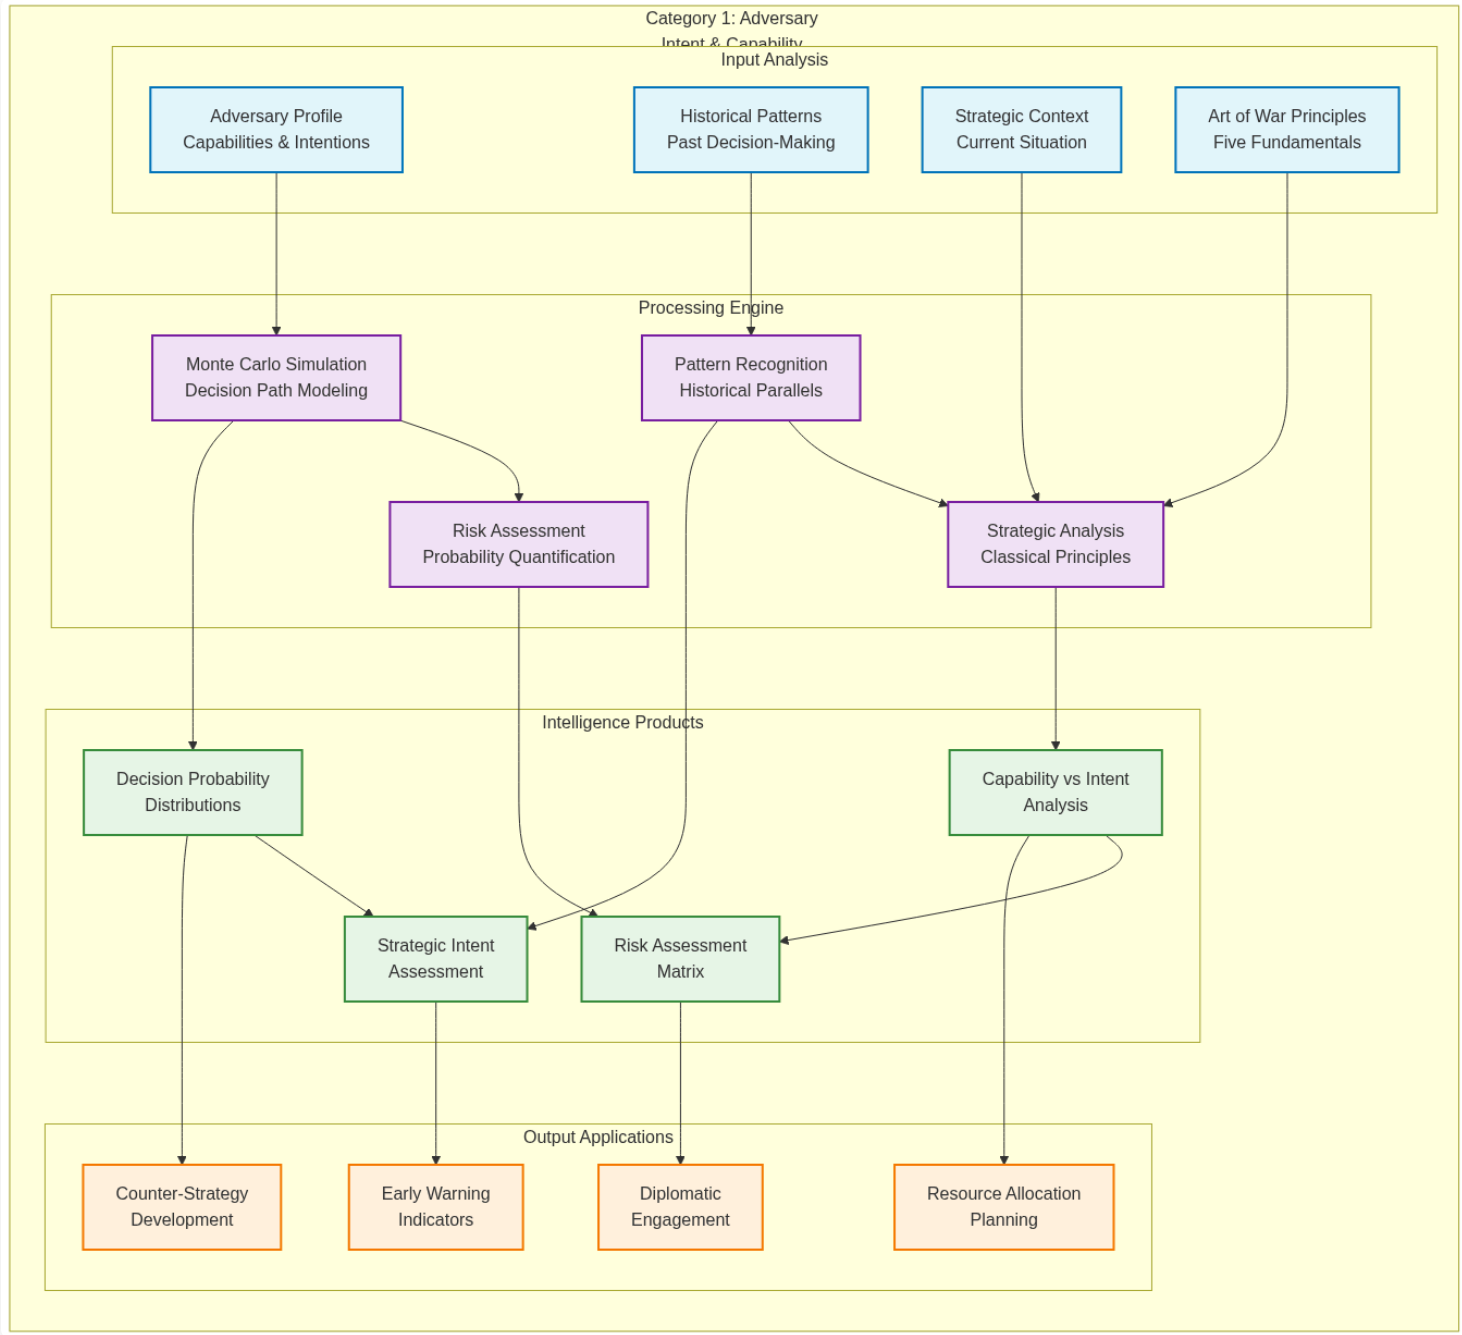 Category 1: Adversary
Intent & Capability
Input Analysis
Adversary Profile
Capabilities & Intentions
Historical Patterns
Past Decision-Making
Strategic Context
Current Situation
Art of War Principles
Five Fundamentals
Processing Engine
Monte Carlo Simulation
Decision Path Modeling
Pattern Recognition
Historical Parallels
Risk Assessment
Probability Quantification
Strategic Analysis
Classical Principles
Intelligence Products
Decision Probability
Distributions
Capability vs Intent
Analysis
Strategic Intent
Assessment
Risk Assessment
Matrix
Output Applications
Counter-Strategy
Development
Early Warning
Indicators
Diplomatic
Engagement
Resource Allocation
Planning